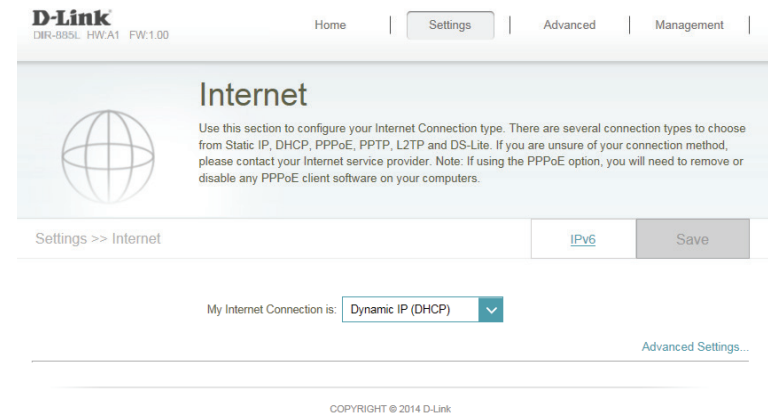 D-Link
DIR-885L HW:A1 FW:1.00
Home
Settings
Advanced
Management
Internet
Use this section to configure your Internet Connection type. There are several connection types to choose
from Static IP, DHCP, PPPoE, PPTP, L2TP and DS-Lite. If you are unsure of your connection method,
please contact your Internet service provider. Note: If using the PPPoE option, you will need to remove or
disable any PPPoE client software on your computers.
Settings >> Internet
IPv6
Save
My Internet Connection is: Dynamic IP (DHCP)
Advanced Settings...
COPYRIGHT © 2014 D-Link